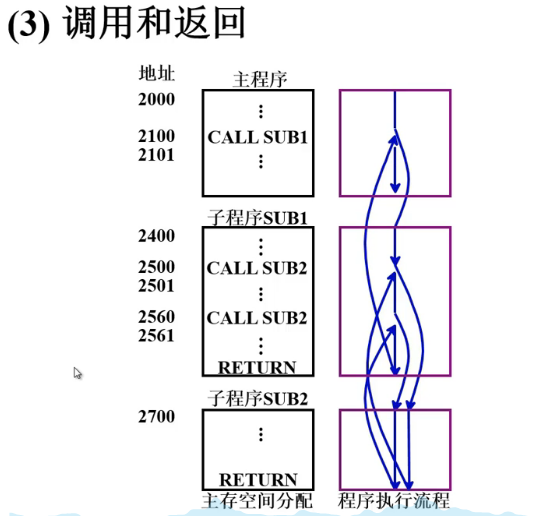 (3) 调用和返回
地址
主程序
2000
⋮
2100 CALL SUB1
2101
⋮
子程序SUB1
2400
⋮
2500 CALL SUB2
2501
⋮
2560 CALL SUB2
2561
⋮
RETURN
子程序SUB2
2700
⋮
RETURN
主存空间分配 程序执行流程